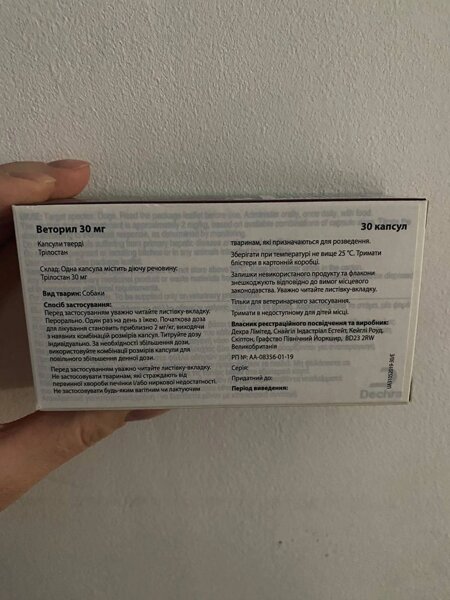 Веторил 30 мг
30 капсул
Капсули тверді
Трілостан
Склад: Одна капсула містить діючу речовину:
Трілостан 30 мг
Вид тварин: Собаки
Спосіб застосування:
Перед застосуванням уважно читайте листівку-вкладку.
Перорально. Один раз на день з їжею. Початкова доза
для лікування становить приблизно 2 мг/кг, виходячи
з наявних комбінацій розмірів капсул. Титруйте дозу
індивідуально. За необхідності збільшення дози,
використовуйте комбінації розмірів капсули для
повільного збільшення денної дози.
Перед застосуванням уважно читайте листівку-вкладку.
Не застосовувати тваринам, які страждають від
первинної хвороби печінки і/або ниркової недостатності.
Не застосовувати будь-яким вагітним чи лактуючим
тваринам, які призначаються для розведення.
Зберігати при температурі не вище 25 °С. Тримати
блістери в картонній коробці.
Залишки невикористаного продукту та флакони
знешкоджують відповідно до вимог місцевого
законодавства. Уважно читайте листівку-вкладку.
Тільки для ветеринарного застосування.
Тримати в недоступному для дітей місці.
Власник реєстраційного посвідчення та виробник:
Дехра Лімітед, Снайгіл Індастріал Естейт, Кейглі Роуд,
Скіптон, Графство Північний Йоркшир, BD23 2RW
Великобританія
РП №: АА-08356-01-19
Серія:
Придатний до:
Період виведення:
Dechra